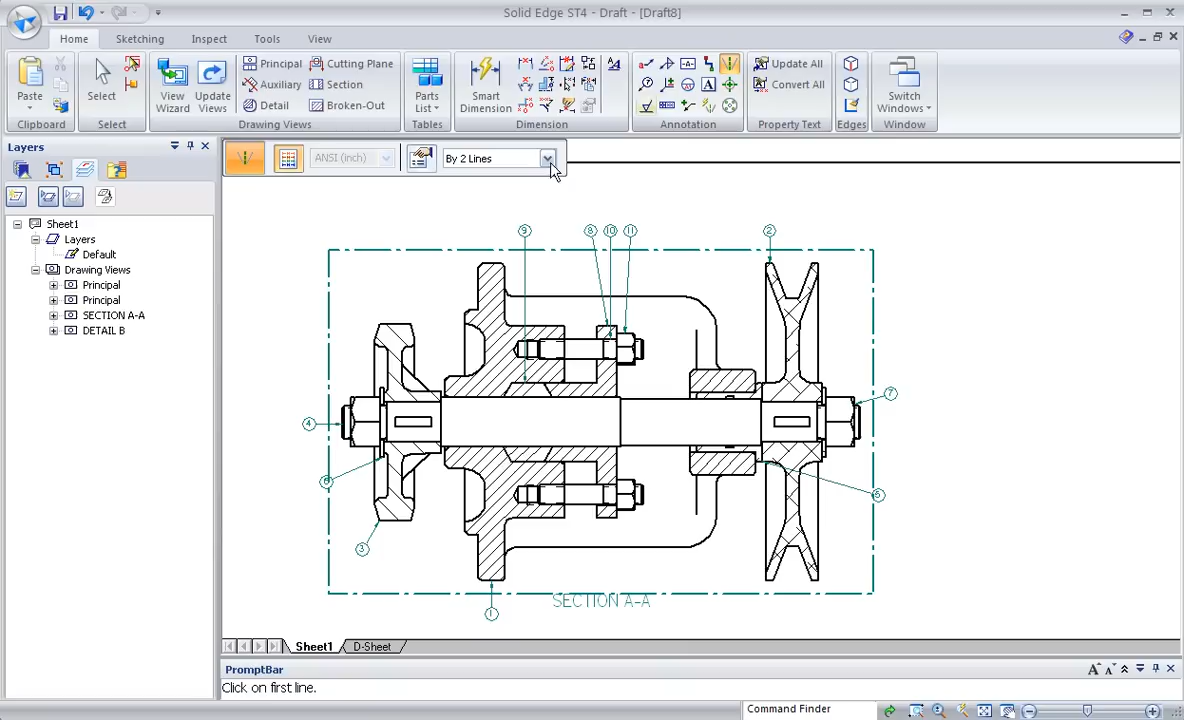 Solid Edge ST4 - Draft - [Draft8]
Home
Sketching
Inspect
Tools
View
Paste
Select
View Wizard
Update Views
Principal
Auxiliary
Detail
Cutting Plane
Section
Broken-Out
Parts List
Smart Dimension
Update All
Convert All
Switch Windows
Clipboard
Select
Drawing Views
Tables
Dimension
Annotation
Property Text
Edges
Window
Layers
ANSI (inch)
By 2 Lines
Sheet1
Layers
Default
Drawing Views
Principal
Principal
SECTION A-A
DETAIL B
9
8
10
11
2
7
4
6
3
1
SECTION A-A
Sheet1
D-Sheet
PromptBar
Click on first line.
Command Finder